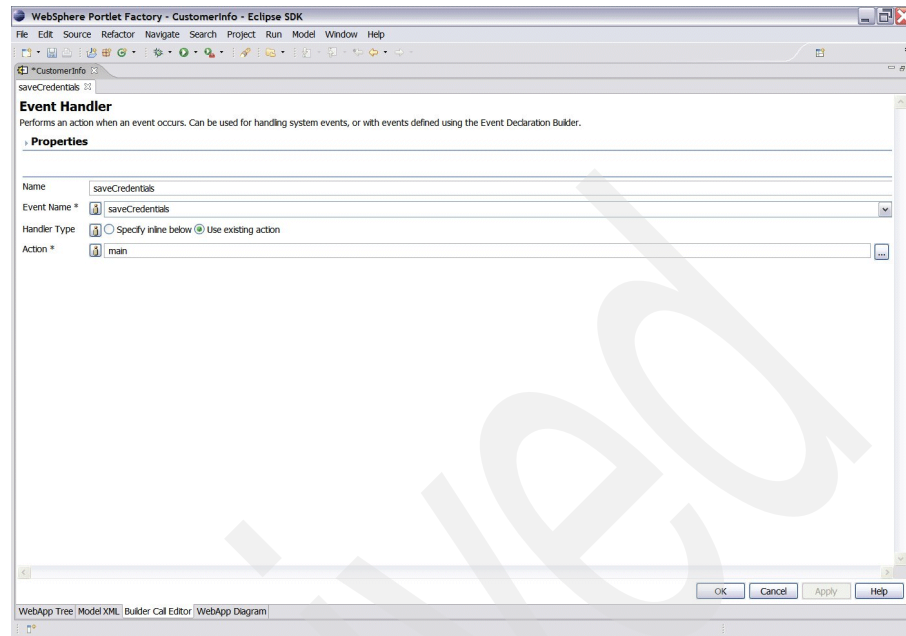 WebSphere Portlet Factory - CustomerInfo - Eclipse SDK
File Edit Source Refactor Navigate Search Project Run Model Window Help
*CustomerInfo
saveCredentials
Event Handler
Performs an action when an event occurs. Can be used for handling system events, or with events defined using the Event Declaration Builder.
Properties
Name saveCredentials
Event Name * saveCredentials
Handler Type Specify inline below Use existing action
Action * main ...
OK Cancel Apply Help
WebApp Tree Model XML Builder Call Editor WebApp Diagram
ived